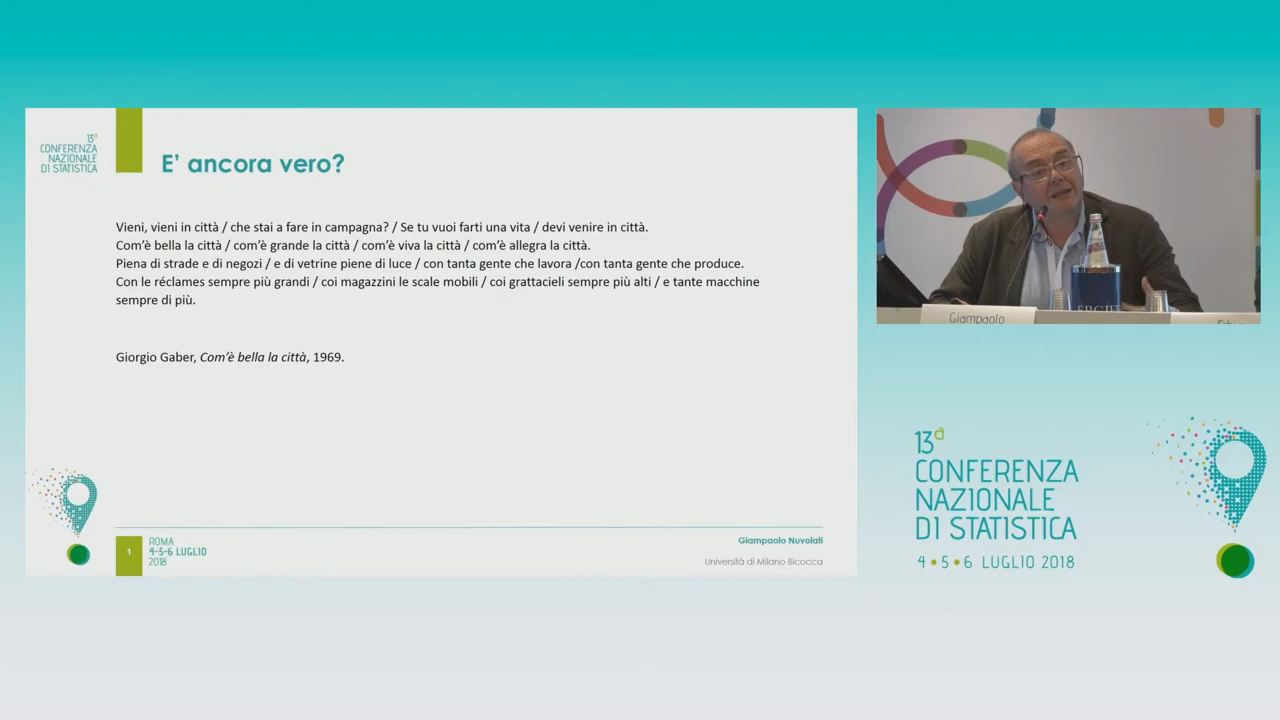 13ª
CONFERENZA
NAZIONALE
DI STATISTICA
E' ancora vero?
Vieni, vieni in città / che stai a fare in campagna? / Se tu vuoi farti una vita / devi venire in città.
Com'è bella la città / com'è grande la città / com'è viva la città / com'è allegra la città.
Piena di strade e di negozi / e di vetrine piene di luce / con tanta gente che lavora /con tanta gente che produce.
Con le réclames sempre più grandi / coi magazzini le scale mobili / coi grattacieli sempre più alti / e tante macchine
sempre di più.
Giorgio Gaber, Com'è bella la città, 1969.
1
ROMA
4-5-6 LUGLIO
2018
Giampaolo Nuvolati
Università di Milano Bicocca
Giampaolo
13ª
CONFERENZA
NAZIONALE
DI STATISTICA
4 • 5 • 6 LUGLIO 2018